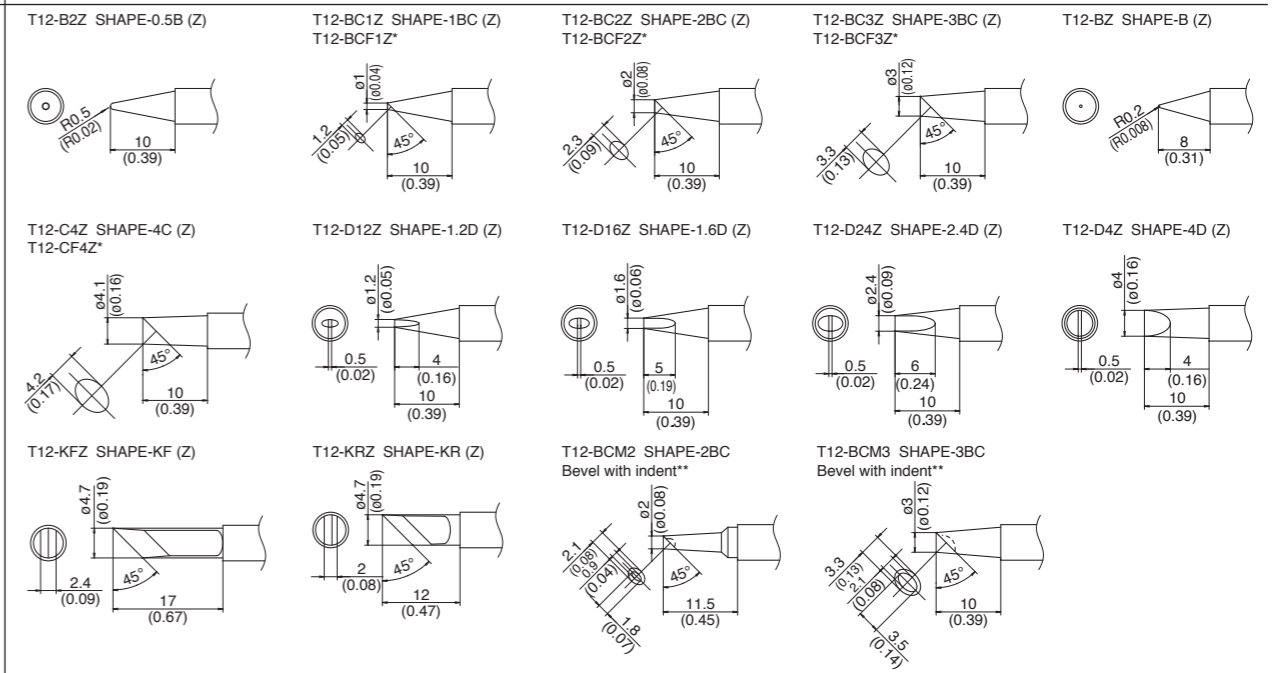 T12-B2Z SHAPE-0.5B (Z)
R0.5
(R0.02)
10
(0.39)
T12-BC1Z SHAPE-1BC (Z)
T12-BCF1Z*
ø1
(ø0.04)
1.2
(0.05)
45°
10
(0.39)
T12-BC2Z SHAPE-2BC (Z)
T12-BCF2Z*
ø2
(ø0.08)
2.3
(0.09)
45°
10
(0.39)
T12-BC3Z SHAPE-3BC (Z)
T12-BCF3Z*
ø3
(ø0.12)
3.3
(0.13)
45°
10
(0.39)
T12-BZ SHAPE-B (Z)
R0.2
(R0.008)
8
(0.31)
T12-C4Z SHAPE-4C (Z)
T12-CF4Z*
ø4.1
(ø0.16)
4.2
(0.17)
45°
10
(0.39)
T12-D12Z SHAPE-1.2D (Z)
ø1.2
(ø0.05)
0.5
(0.02)
4
(0.16)
10
(0.39)
T12-D16Z SHAPE-1.6D (Z)
ø1.6
(ø0.06)
0.5
(0.02)
5
(0.19)
10
(0.39)
T12-D24Z SHAPE-2.4D (Z)
ø2.4
(ø0.09)
0.5
(0.02)
6
(0.24)
10
(0.39)
T12-D4Z SHAPE-4D (Z)
ø4
(ø0.16)
0.5
(0.02)
4
(0.16)
10
(0.39)
T12-KFZ SHAPE-KF (Z)
ø4.7
(ø0.19)
2.4
(0.09)
45°
17
(0.67)
T12-KRZ SHAPE-KR (Z)
ø4.7
(ø0.19)
2
(0.08)
45°
12
(0.47)
T12-BCM2 SHAPE-2BC
Bevel with indent**
ø2
(ø0.08)
2.1
(0.08)
0.9
(0.04)
45°
1.8
(0.07)
11.5
(0.45)
T12-BCM3 SHAPE-3BC
Bevel with indent**
ø3
(ø0.12)
3.3
(0.13)
2.1
(0.08)
45°
3.5
(0.14)
10
(0.39)